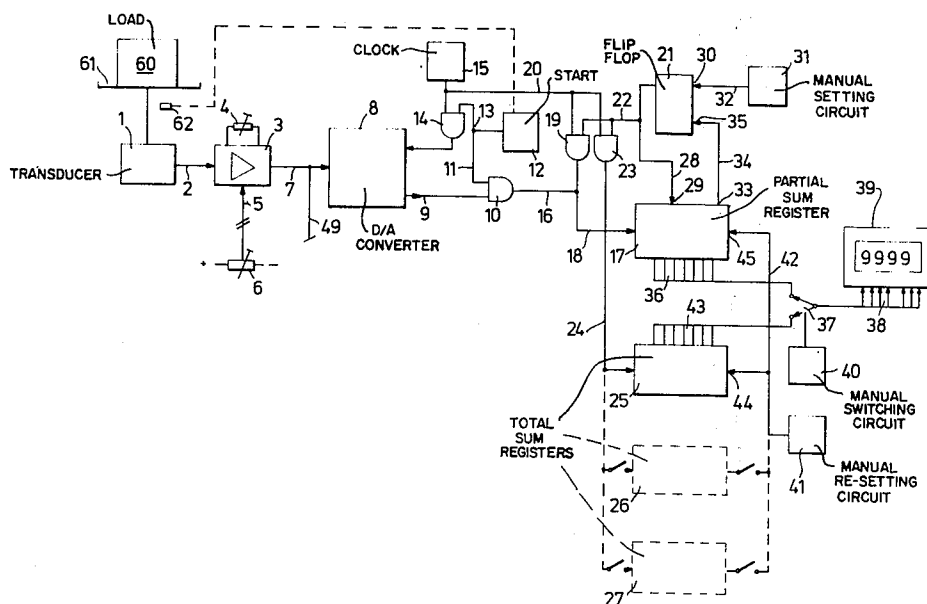 LOAD
60
61
62
1
TRANSDUCER
2
4
3
5
+
6
-
7
49
8
D/A
CONVERTER
9
CLOCK
15
14
13
11
10
START
12
20
16
19
22
23
18
24
FLIP
FLOP
21
30
35
32
31
MANUAL
SETTING
CIRCUIT
34
28
29
33
PARTIAL
SUM
REGISTER
17
45
36
42
39
9999
38
37
43
25
44
40
MANUAL
SWITCHING
CIRCUIT
TOTAL
SUM
REGISTERS
26
41
MANUAL
RE-SETTING
CIRCUIT
27